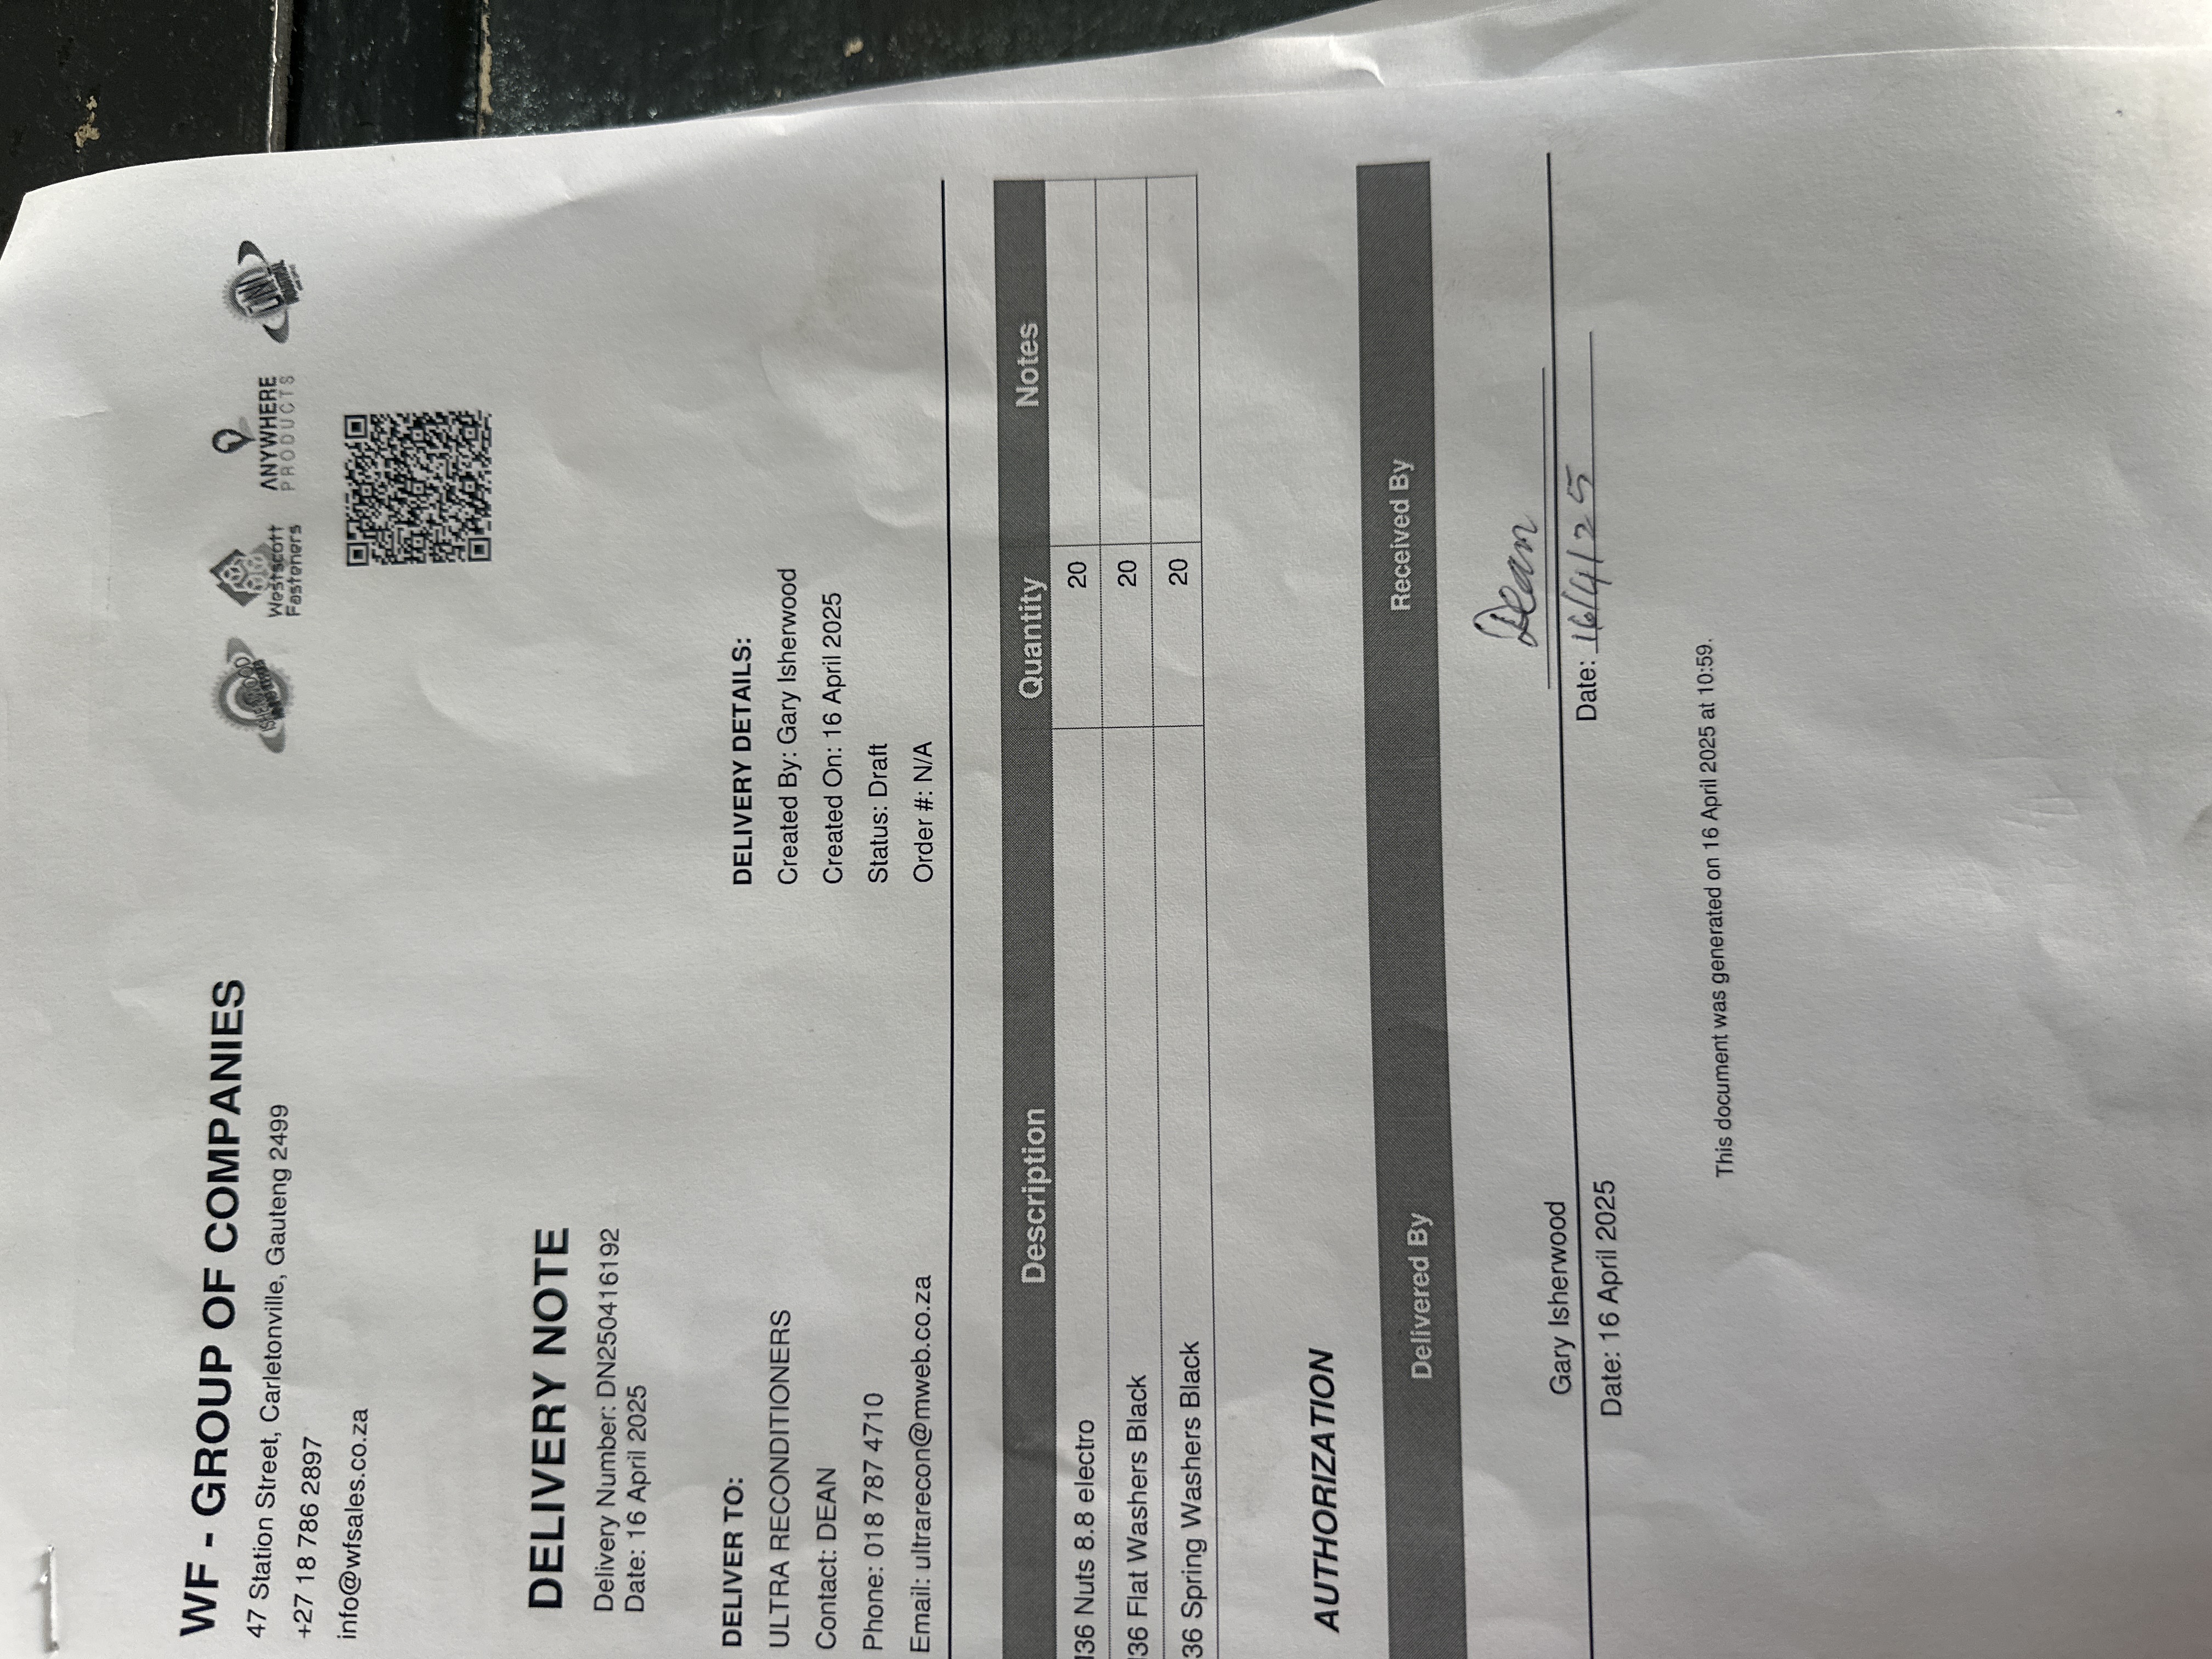 WF - GROUP OF COMPANIES
47 Station Street, Carletonville, Gauteng 2499
+27 18 786 2897
info@wfsales.co.za
ISHERWOOD
Westscott
Fasteners
ANYWHERE
PRODUCTS
DELIVERY NOTE
Delivery Number: DN250416192
Date: 16 April 2025
DELIVER TO:
ULTRA RECONDITIONERS
Contact: DEAN
Phone: 018 787 4710
Email: ultrarecon@mweb.co.za
DELIVERY DETAILS:
Created By: Gary Isherwood
Created On: 16 April 2025
Status: Draft
Order #: N/A
Description Quantity Notes
36 Nuts 8.8 electro 20
36 Flat Washers Black 20
36 Spring Washers Black 20
AUTHORIZATION
Delivered By Received By
Dean
Gary Isherwood
Date: 16 April 2025
Date: 16/4/25
This document was generated on 16 April 2025 at 10:59.